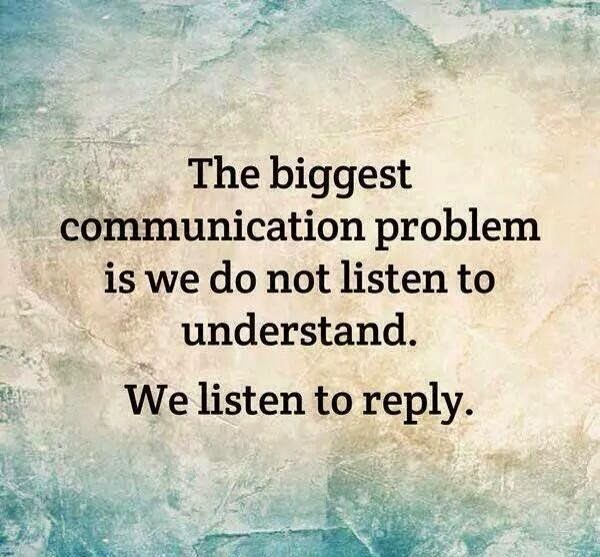 The biggest
communication problem
is we do not listen to
understand.
We listen to reply.